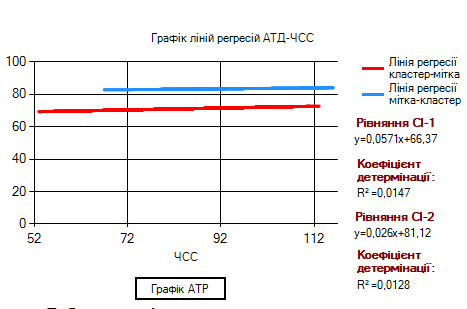 Графік ліній регресій АТД-ЧСС
100
80
60
40
20
0
52
72
92
112
ЧСС
Лінія регресії
кластер-мітка
Лінія регресії
мітка-кластер
Рівняння СІ-1
y=0,0571x+66,37
Коефіцієнт
детермінації:
R² =0,0147
Рівняння СІ-2
y=0,026x+81,12
Коефіцієнт
детермінації:
R² =0,0128
Графік АТР